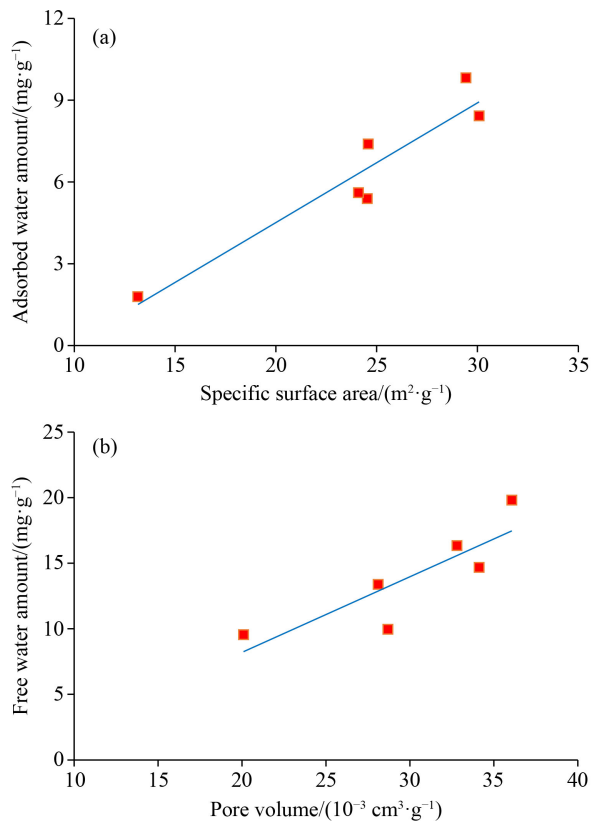 (a)
Adsorbed water amount/(mg·g⁻¹)
12
9
6
3
0
10 15 20 25 30 35
Specific surface area/(m²·g⁻¹)
(b)
Free water amount/(mg·g⁻¹)
25
20
15
10
5
0
10 20 30 35 40
Pore volume/(10⁻³ cm³·g⁻¹)